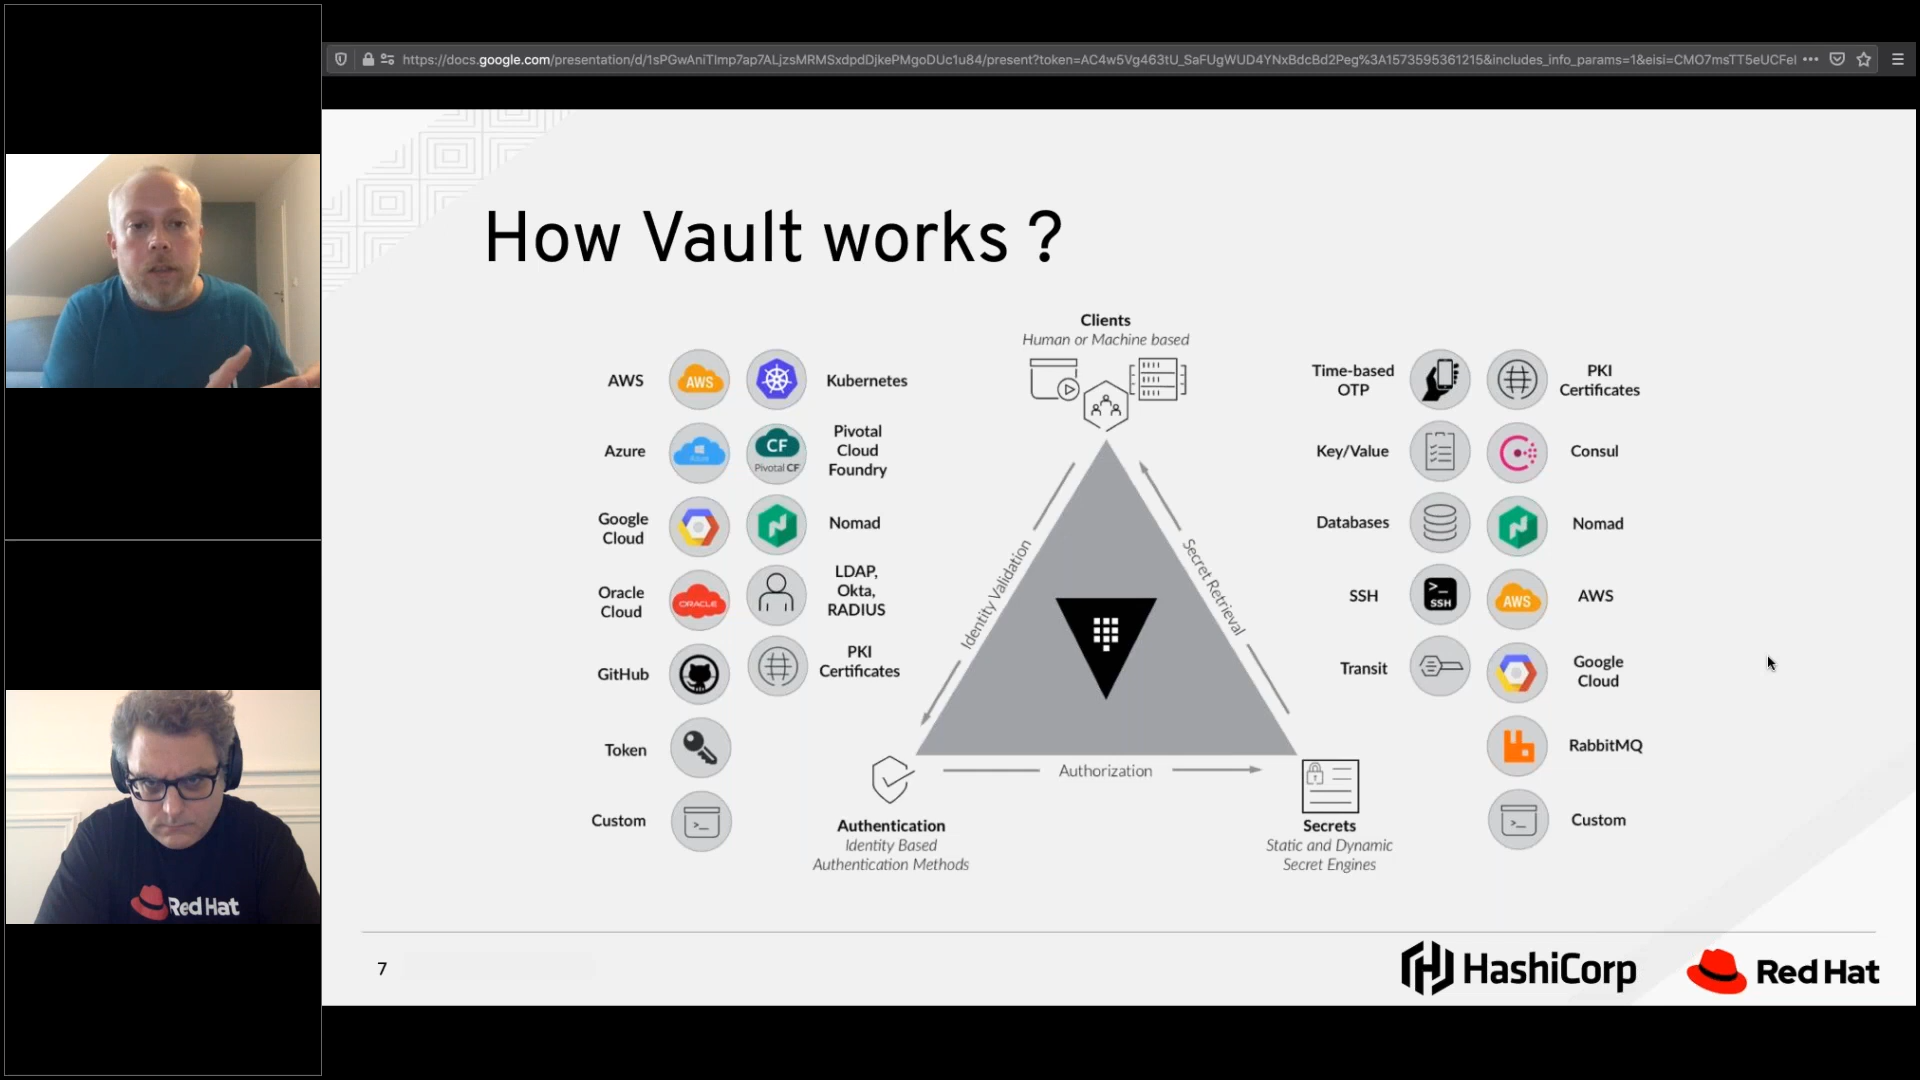 https://docs.google.com/presentation/d/1sPGwAniTImp7ap7ALjzsMRMSxdpdDjkePMgoDUc1u84/present?token=AC4w5Vg463tU_SaFUgWUD4YNxBdcBd2Peg%3A1573595361215&includes_info_params=1&eisi=CMO7msTT5eUCFeI
How Vault works ?
Clients
Human or Machine based
AWS
AWS
Kubernetes
Azure
Azure
CF
Pivotal CF
Pivotal
Cloud
Foundry
Google
Cloud
Nomad
Oracle
Cloud
ORACLE
LDAP,
Okta,
RADIUS
GitHub
PKI
Certificates
Token
Custom
>_
Identity Validation
Secret Retrieval
Authorization
Authentication
Identity Based
Authentication Methods
Secrets
Static and Dynamic
Secret Engines
Time-based
OTP
PKI
Certificates
Key/Value
Consul
Databases
Nomad
SSH
>_
SSH
AWS
AWS
Transit
Google
Cloud
RabbitMQ
>_
Custom
Red Hat
7
HashiCorp
Red Hat